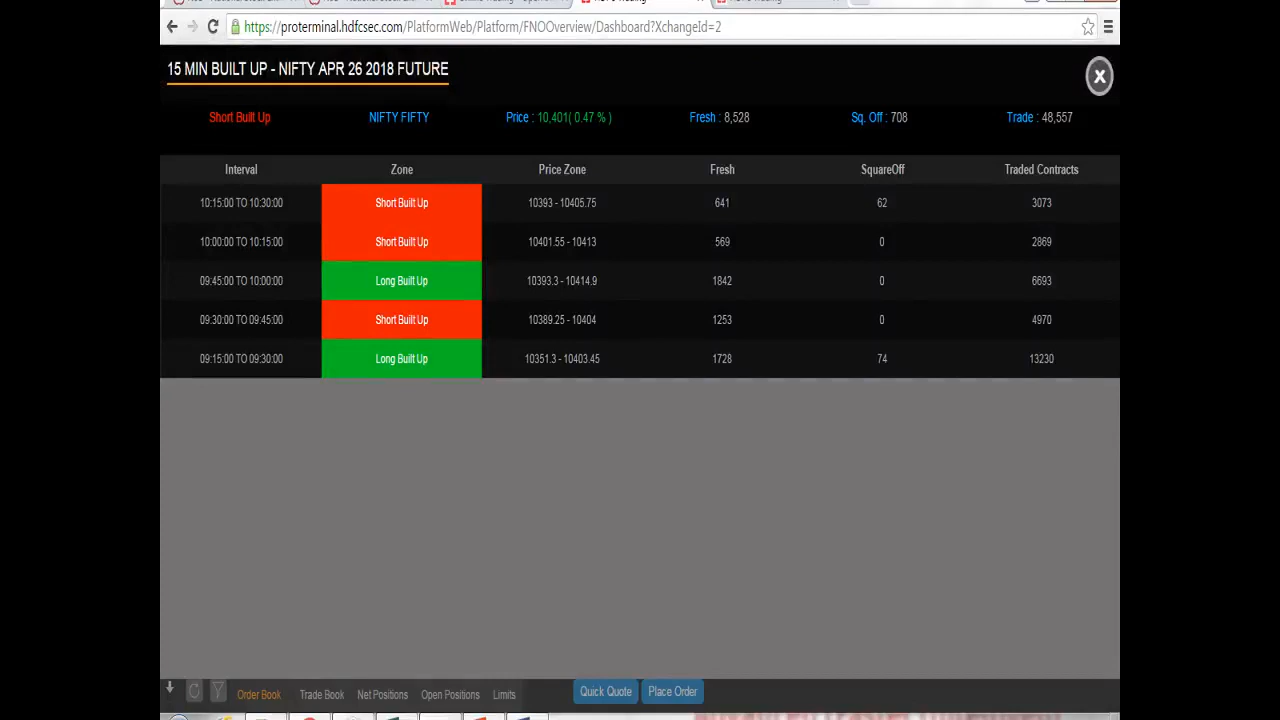 https://proterminal.hdfcsec.com/PlatformWeb/Platform/FNOOverview/Dashboard?XchangeId=2
15 MIN BUILT UP - NIFTY APR 26 2018 FUTURE
X
Short Built Up NIFTY FIFTY Price : 10,401( 0.47 % ) Fresh : 8,528 Sq. Off : 708 Trade : 48,557
Interval Zone Price Zone Fresh SquareOff Traded Contracts
10:15:00 TO 10:30:00 Short Built Up 10393 - 10405.75 641 62 3073
10:00:00 TO 10:15:00 Short Built Up 10401.55 - 10413 569 0 2869
09:45:00 TO 10:00:00 Long Built Up 10393.3 - 10414.9 1842 0 6693
09:30:00 TO 09:45:00 Short Built Up 10389.25 - 10404 1253 0 4970
09:15:00 TO 09:30:00 Long Built Up 10351.3 - 10403.45 1728 74 13230
Order Book Trade Book Net Positions Open Positions Limits Quick Quote Place Order